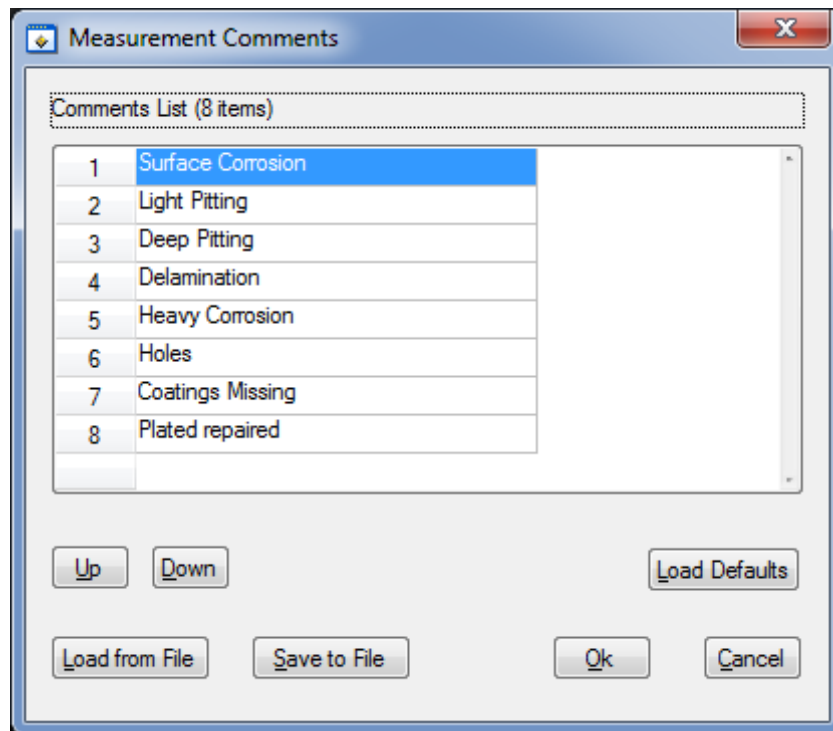 Measurement Comments
Comments List (8 items)
1 Surface Corrosion
2 Light Pitting
3 Deep Pitting
4 Delamination
5 Heavy Corrosion
6 Holes
7 Coatings Missing
8 Plated repaired
Up Down Load Defaults
Load from File Save to File Ok Cancel